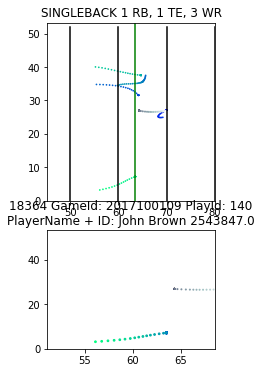 SINGLEBACK 1 RB, 1 TE, 3 WR
50
40
30
20
10
0
50 60 70 80
18364 GameId: 2017100109 PlayId: 140
PlayerName + ID: John Brown 2543847.0
40
20
0
55 60 65